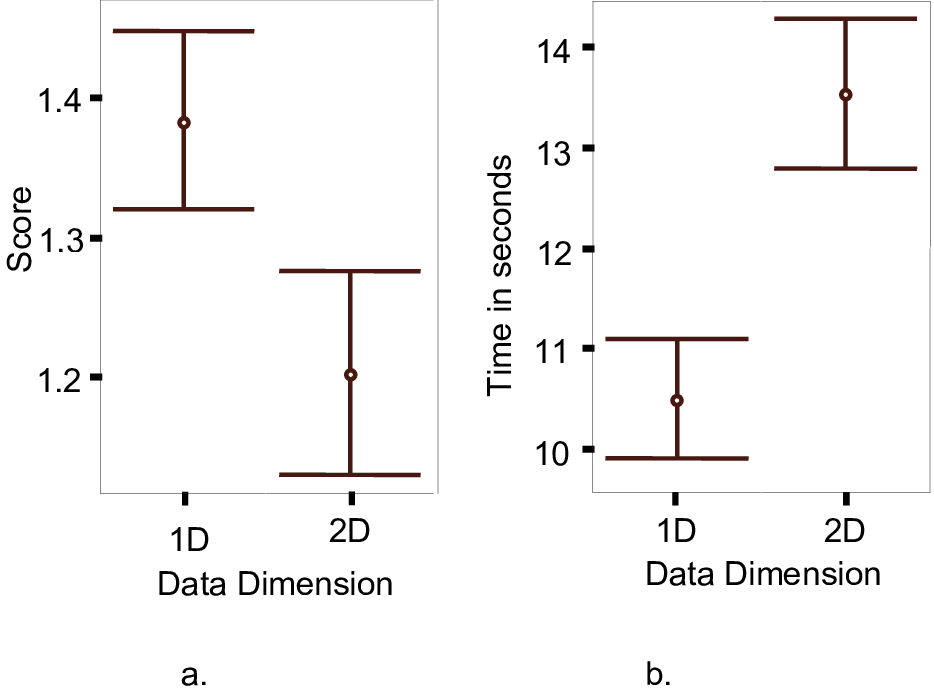 1.4
1.3
1.2
Score
1D
2D
Data Dimension
a.
14
13
12
11
10
Time in seconds
1D
2D
Data Dimension
b.